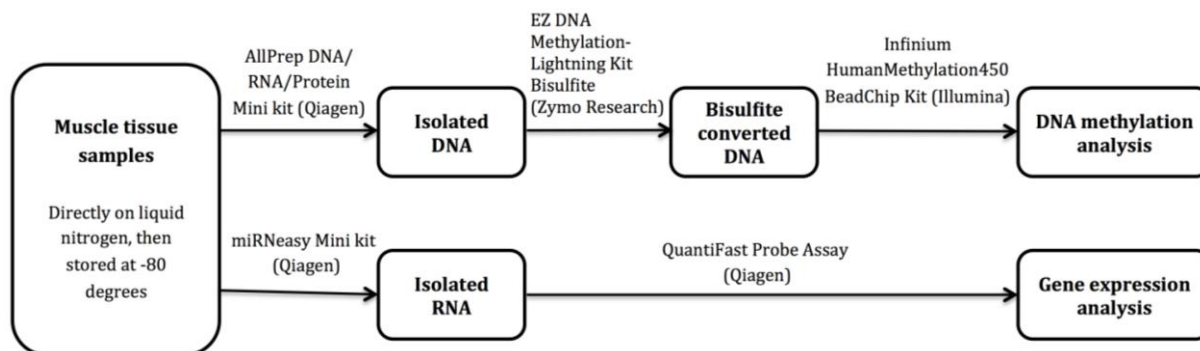 Muscle tissue
samples
Directly on liquid
nitrogen, then
stored at -80
degrees
AllPrep DNA/
RNA/Protein
Mini kit (Qiagen)
Isolated
DNA
EZ DNA
Methylation-
Lightning Kit
Bisulfite
(Zymo Research)
Bisulfite
converted
DNA
Infinium
HumanMethylation450
BeadChip Kit (Illumina)
DNA methylation
analysis
miRNeasy Mini kit
(Qiagen)
Isolated
RNA
QuantiFast Probe Assay
(Qiagen)
Gene expression
analysis